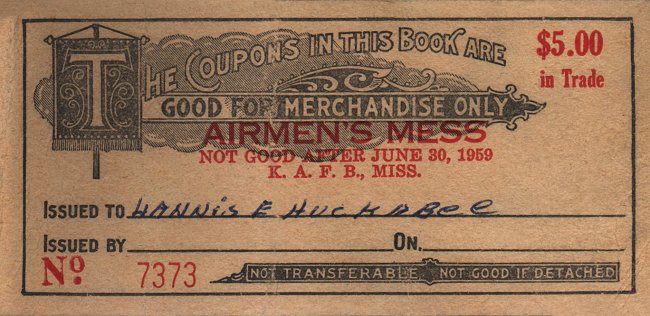 THE COUPONS IN THIS BOOK ARE
$5.00
in Trade
GOOD FOR MERCHANDISE ONLY
AIRMEN'S MESS
NOT GOOD AFTER JUNE 30, 1959
K. A. F. B., MISS.
ISSUED TO HANNIS E HUCKABEE
ISSUED BY ON.
No. 7373
NOT TRANSFERABLE NOT GOOD IF DETACHED